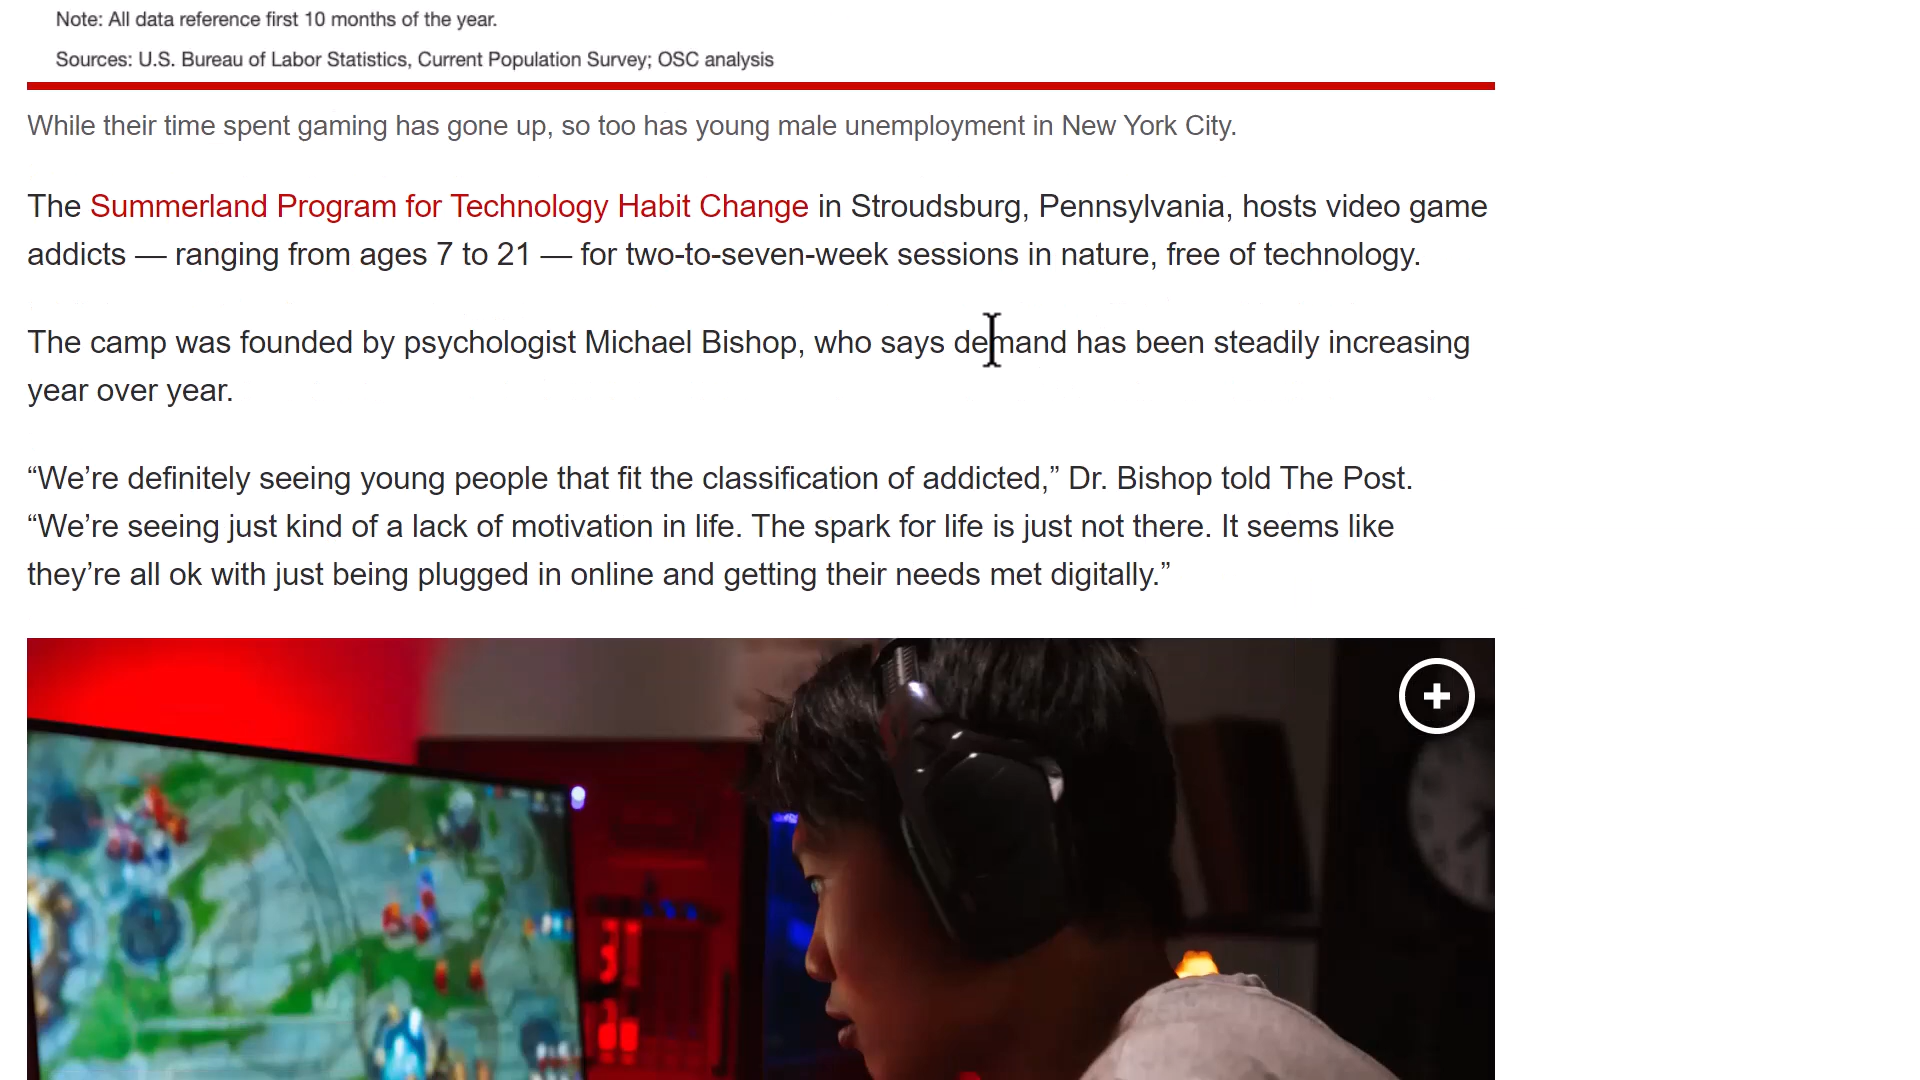 Note: All data reference first 10 months of the year.
Sources: U.S. Bureau of Labor Statistics, Current Population Survey; OSC analysis
While their time spent gaming has gone up, so too has young male unemployment in New York City.
The Summerland Program for Technology Habit Change in Stroudsburg, Pennsylvania, hosts video game
addicts — ranging from ages 7 to 21 — for two-to-seven-week sessions in nature, free of technology.
The camp was founded by psychologist Michael Bishop, who says demand has been steadily increasing
year over year.
“We’re definitely seeing young people that fit the classification of addicted,” Dr. Bishop told The Post.
“We’re seeing just kind of a lack of motivation in life. The spark for life is just not there. It seems like
they’re all ok with just being plugged in online and getting their needs met digitally.”